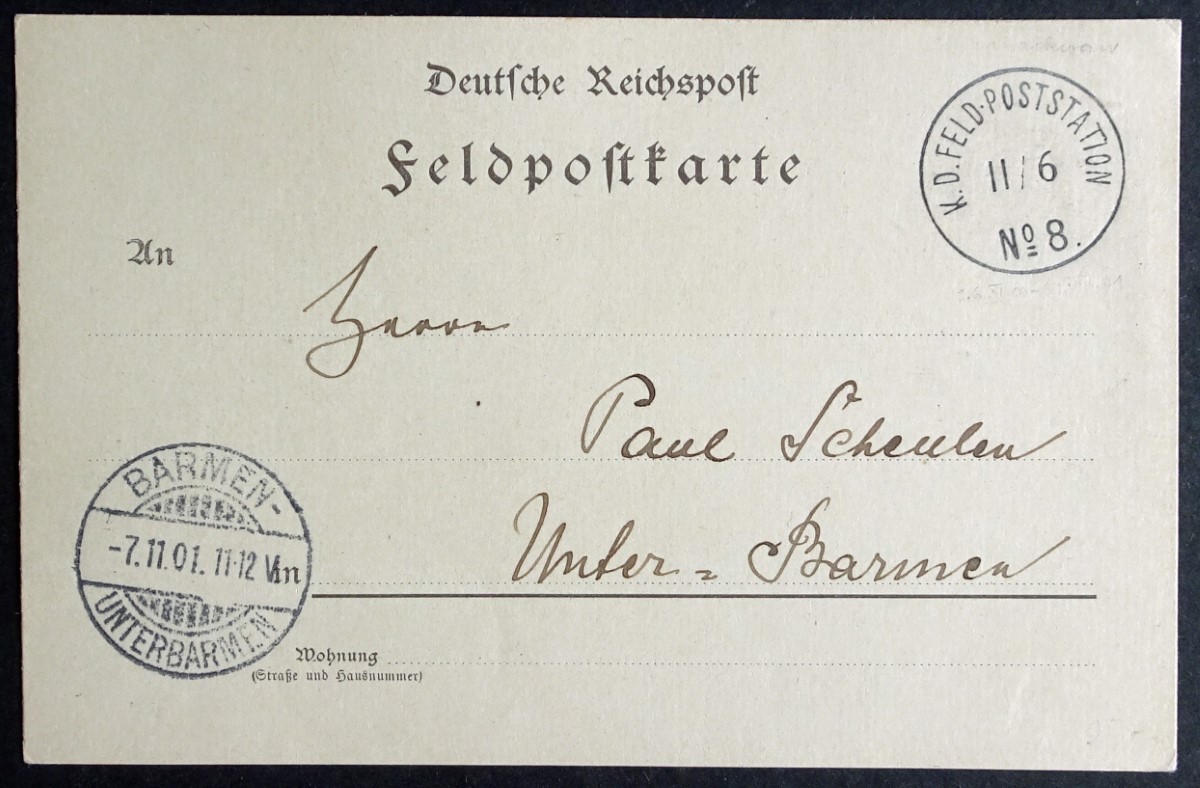 Deutsche Reichspost
Feldpostkarte
K. D. FELD-POSTSTATION
11/6
No 8.
An
Herrn
Paul Scheulen
Unter = Barmen
BARMEN-
-7.11.01. 11-12 Vm
UNTERBARMEN
Wohnung
(Straße und Hausnummer)